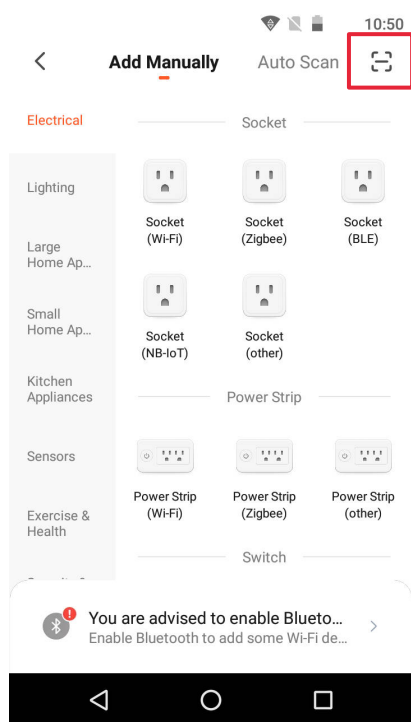 10:50
Add Manually Auto Scan
Electrical
Lighting
Large
Home Ap...
Small
Home Ap...
Kitchen
Appliances
Sensors
Exercise &
Health
Socket
Socket
(Wi-Fi)
Socket
(Zigbee)
Socket
(BLE)
Socket
(NB-IoT)
Socket
(other)
Power Strip
Power Strip
(Wi-Fi)
Power Strip
(Zigbee)
Power Strip
(other)
Switch
You are advised to enable Blueto...
Enable Bluetooth to add some Wi-Fi de...